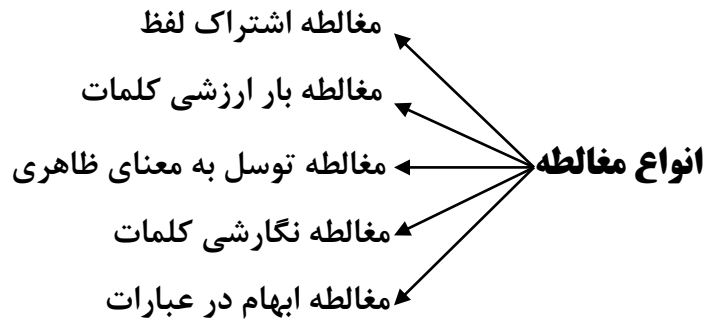 انواع مغالطه
مغالطه اشتراک لفظ
مغالطه بار ارزشی کلمات
مغالطه توسل به معنای ظاهری
مغالطه نگارشی کلمات
مغالطه ابهام در عبارات